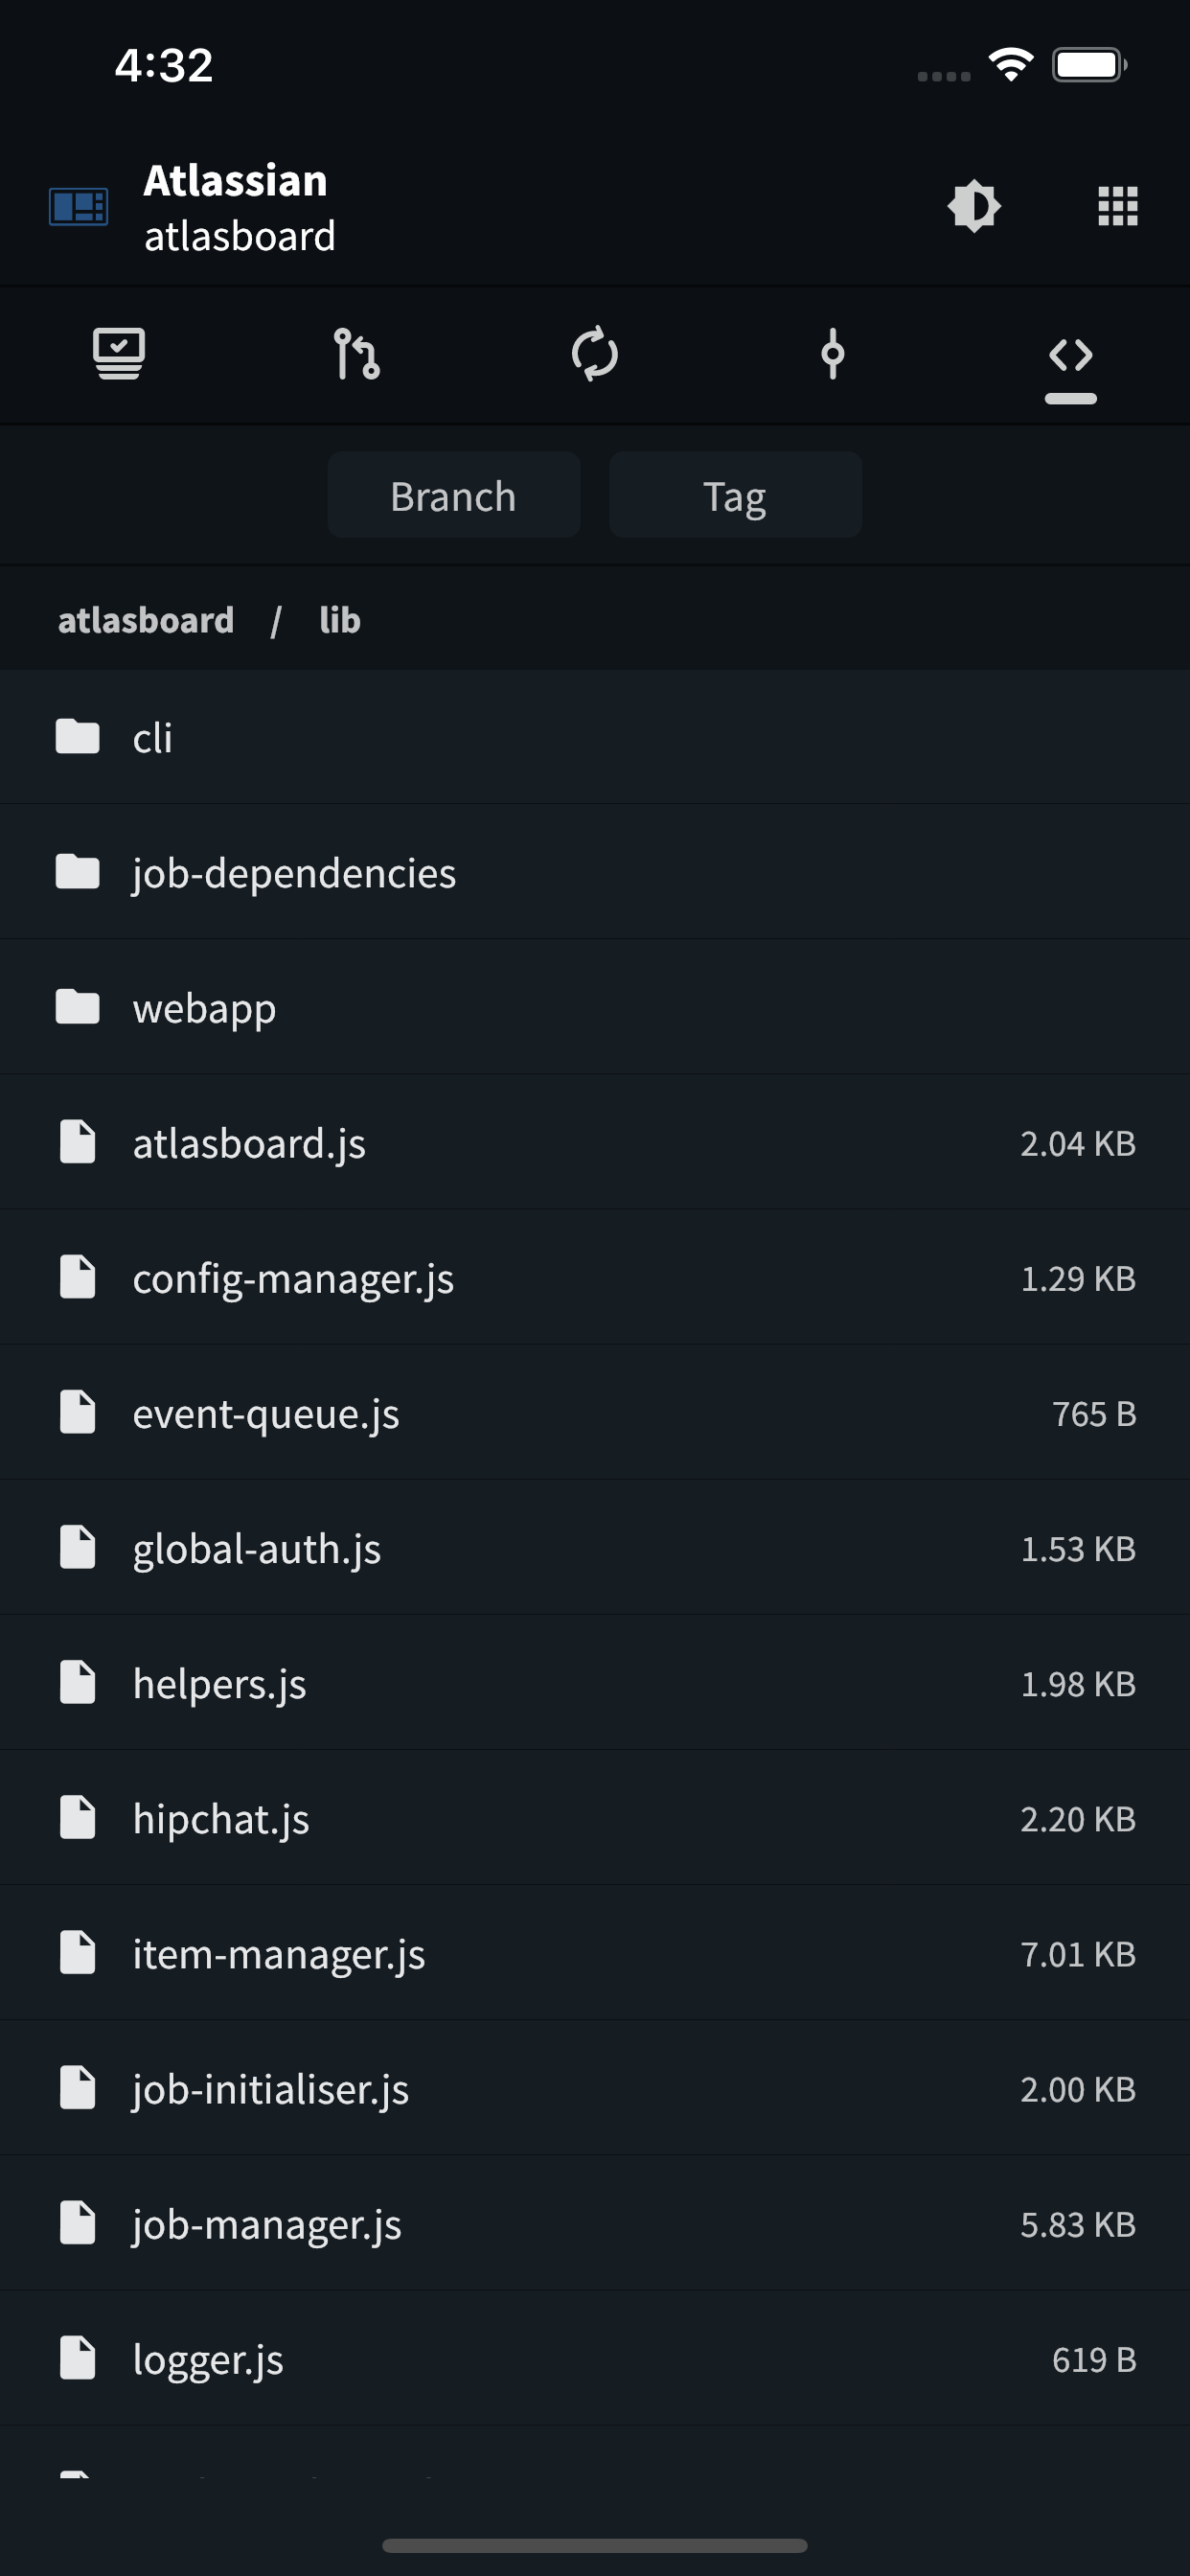 4:32
Atlassian
atlasboard
Branch Tag
atlasboard / lib
cli
job-dependencies
webapp
atlasboard.js 2.04 KB
config-manager.js 1.29 KB
event-queue.js 765 B
global-auth.js 1.53 KB
helpers.js 1.98 KB
hipchat.js 2.20 KB
item-manager.js 7.01 KB
job-initialiser.js 2.00 KB
job-manager.js 5.83 KB
logger.js 619 B